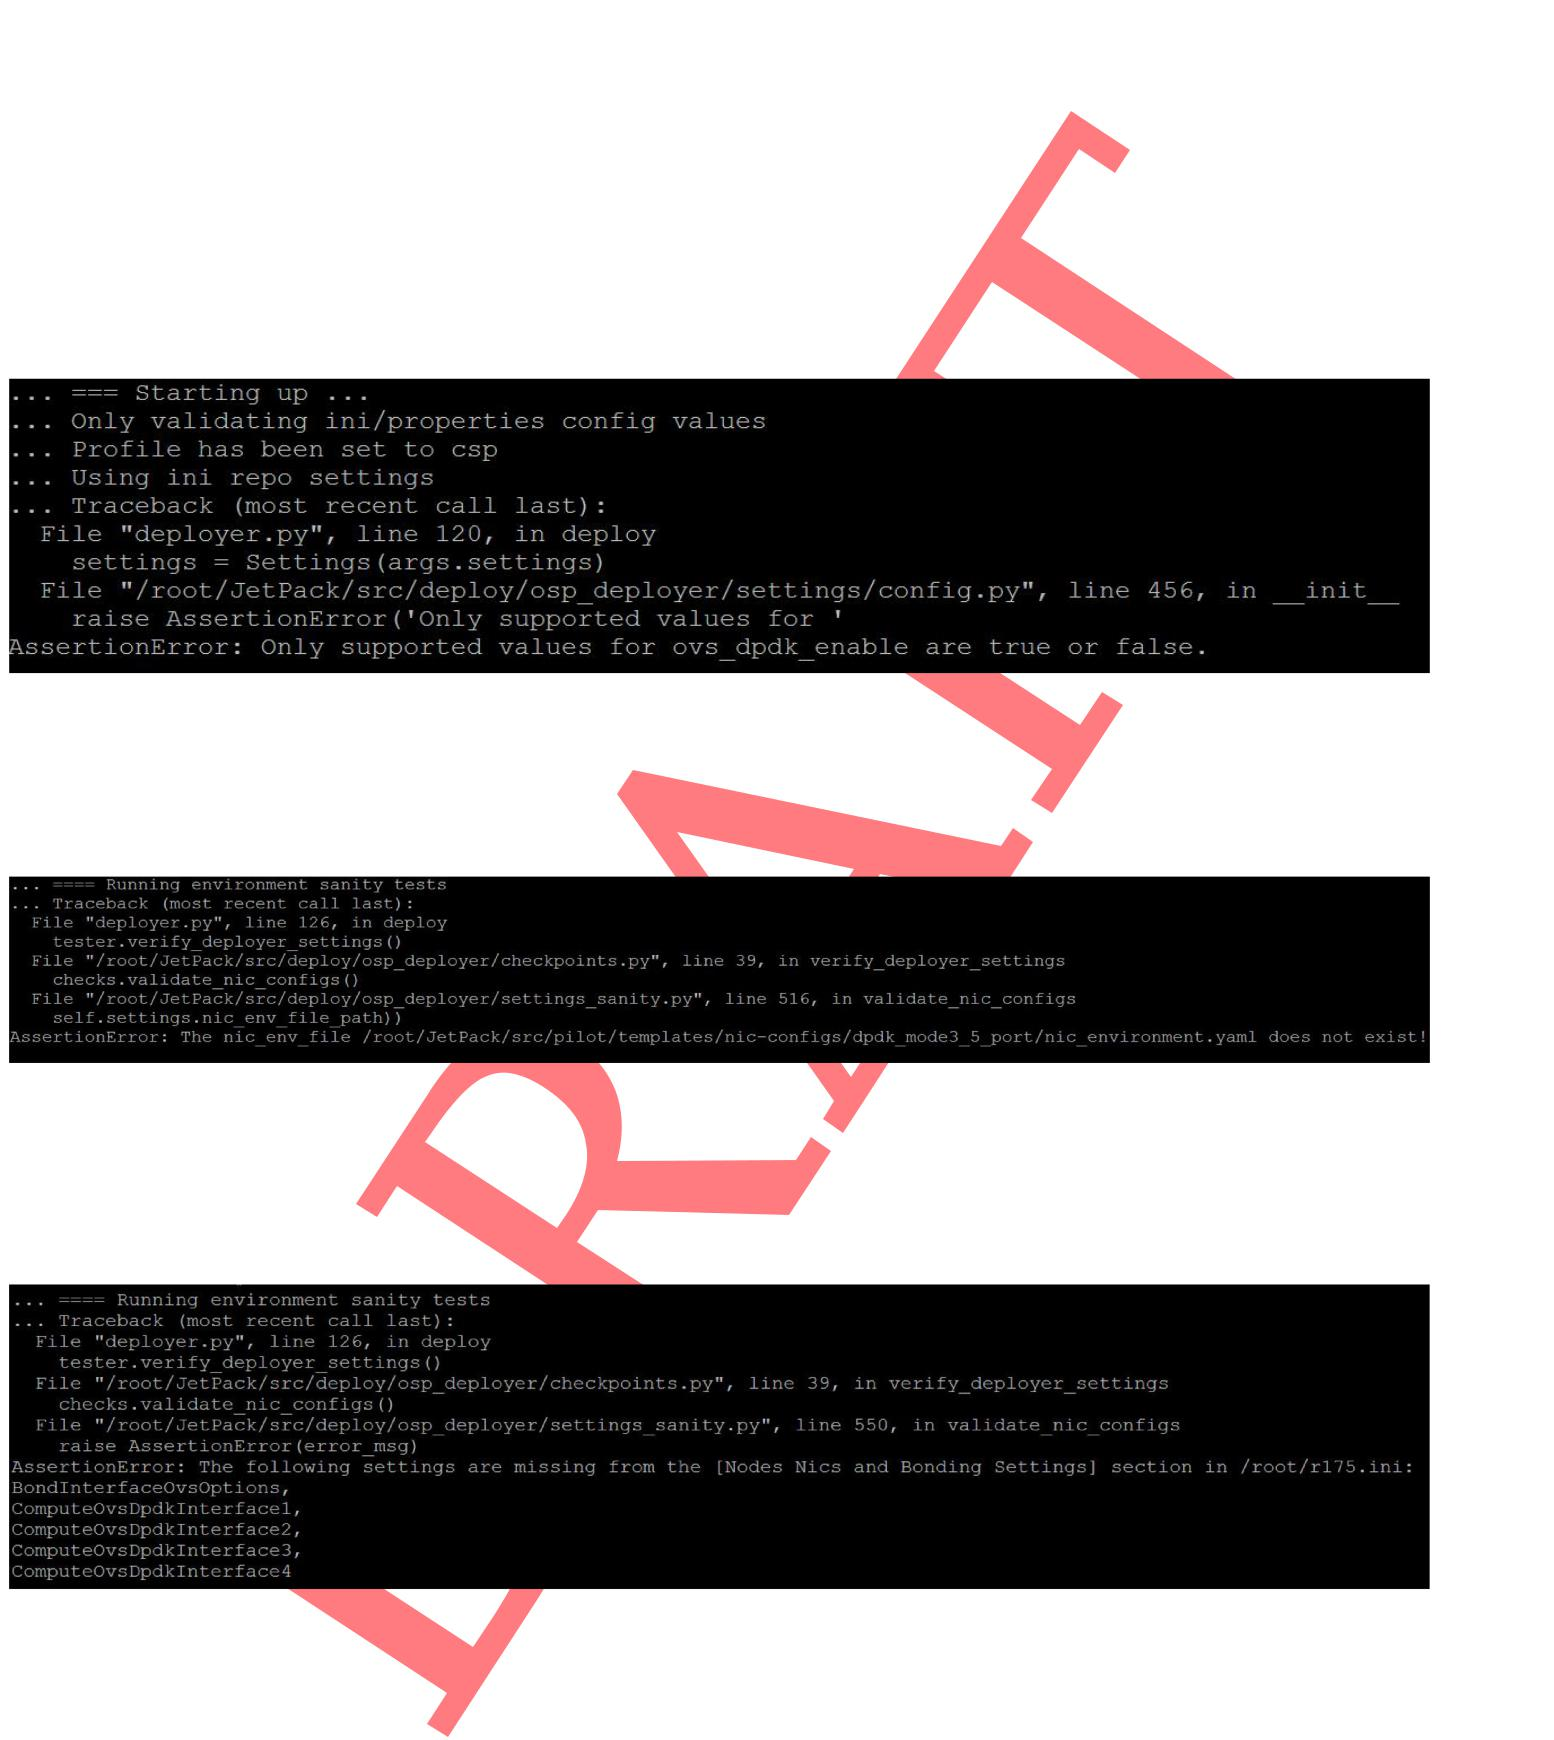 ... === Starting up ...
... Only validating ini/properties config values
... Profile has been set to csp
... Using ini repo settings
... Traceback (most recent call last):
  File "deployer.py", line 120, in deploy
    settings = Settings(args.settings)
  File "/root/JetPack/src/deploy/osp_deployer/settings/config.py", line 456, in __init__
    raise AssertionError('Only supported values for '
AssertionError: Only supported values for ovs_dpdk_enable are true or false.
... ==== Running environment sanity tests
... Traceback (most recent call last):
  File "deployer.py", line 126, in deploy
    tester.verify_deployer_settings()
  File "/root/JetPack/src/deploy/osp_deployer/checkpoints.py", line 39, in verify_deployer_settings
    checks.validate_nic_configs()
  File "/root/JetPack/src/deploy/osp_deployer/settings_sanity.py", line 516, in validate_nic_configs
    self.settings.nic_env_file_path))
AssertionError: The nic_env_file /root/JetPack/src/pilot/templates/nic-configs/dpdk_mode3_5_port/nic_environment.yaml does not exist!
... ==== Running environment sanity tests
... Traceback (most recent call last):
  File "deployer.py", line 126, in deploy
    tester.verify_deployer_settings()
  File "/root/JetPack/src/deploy/osp_deployer/checkpoints.py", line 39, in verify_deployer_settings
    checks.validate_nic_configs()
  File "/root/JetPack/src/deploy/osp_deployer/settings_sanity.py", line 550, in validate_nic_configs
    raise AssertionError(error_msg)
AssertionError: The following settings are missing from the [Nodes Nics and Bonding Settings] section in /root/r175.ini:
BondInterfaceOvsOptions,
ComputeOvsDpdkInterface1,
ComputeOvsDpdkInterface2,
ComputeOvsDpdkInterface3,
ComputeOvsDpdkInterface4
DRAFT